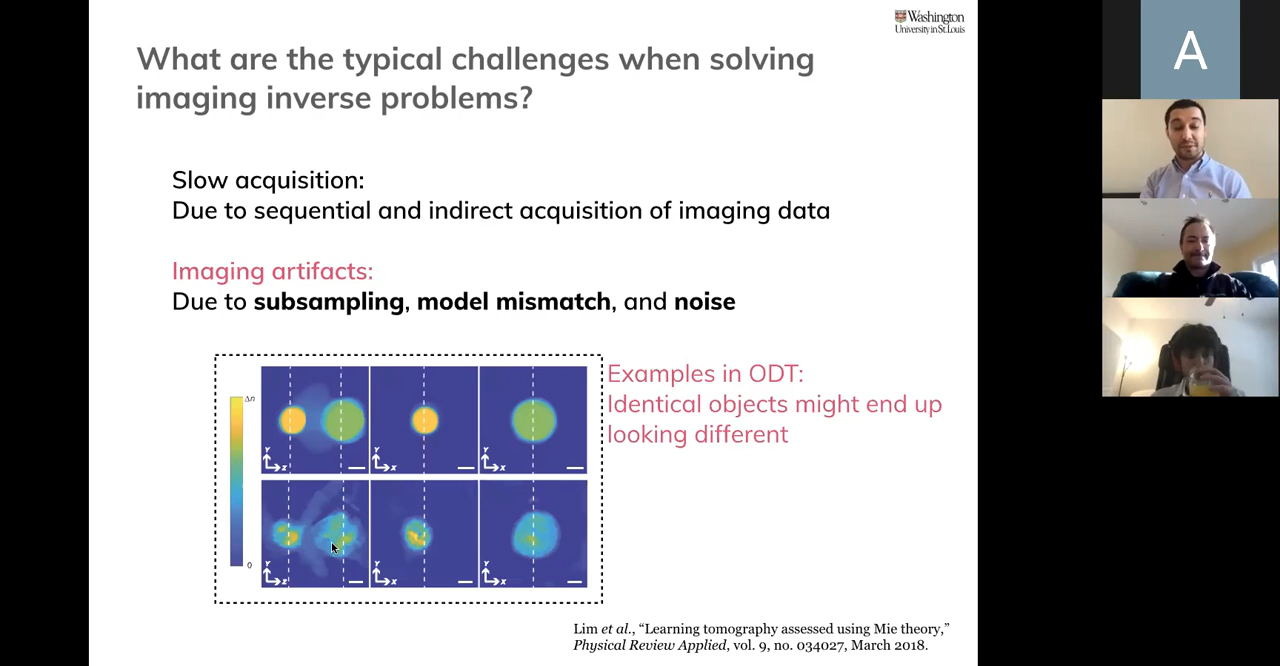 Washington
University in St. Louis
A
What are the typical challenges when solving
imaging inverse problems?
Slow acquisition:
Due to sequential and indirect acquisition of imaging data
Imaging artifacts:
Due to subsampling, model mismatch, and noise
Examples in ODT:
Identical objects might end up
looking different
Δn
Y
Z
Y
X
Y
X
Y
Z
Y
X
Y
X
0
Lim et al., “Learning tomography assessed using Mie theory,”
Physical Review Applied, vol. 9, no. 034027, March 2018.